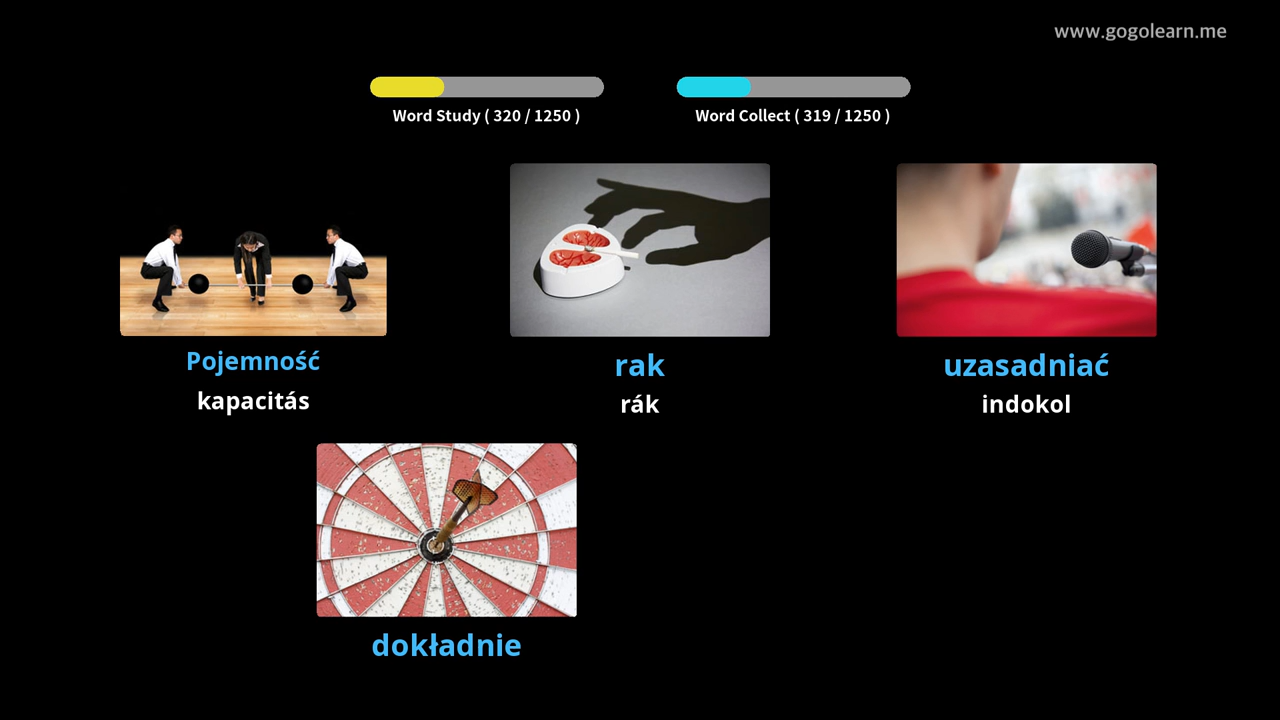 www.gogolearn.me
Word Study ( 320 / 1250 )
Word Collect ( 319 / 1250 )
Pojemność
kapacitás
rak
rák
uzasadniać
indokol
dokładnie